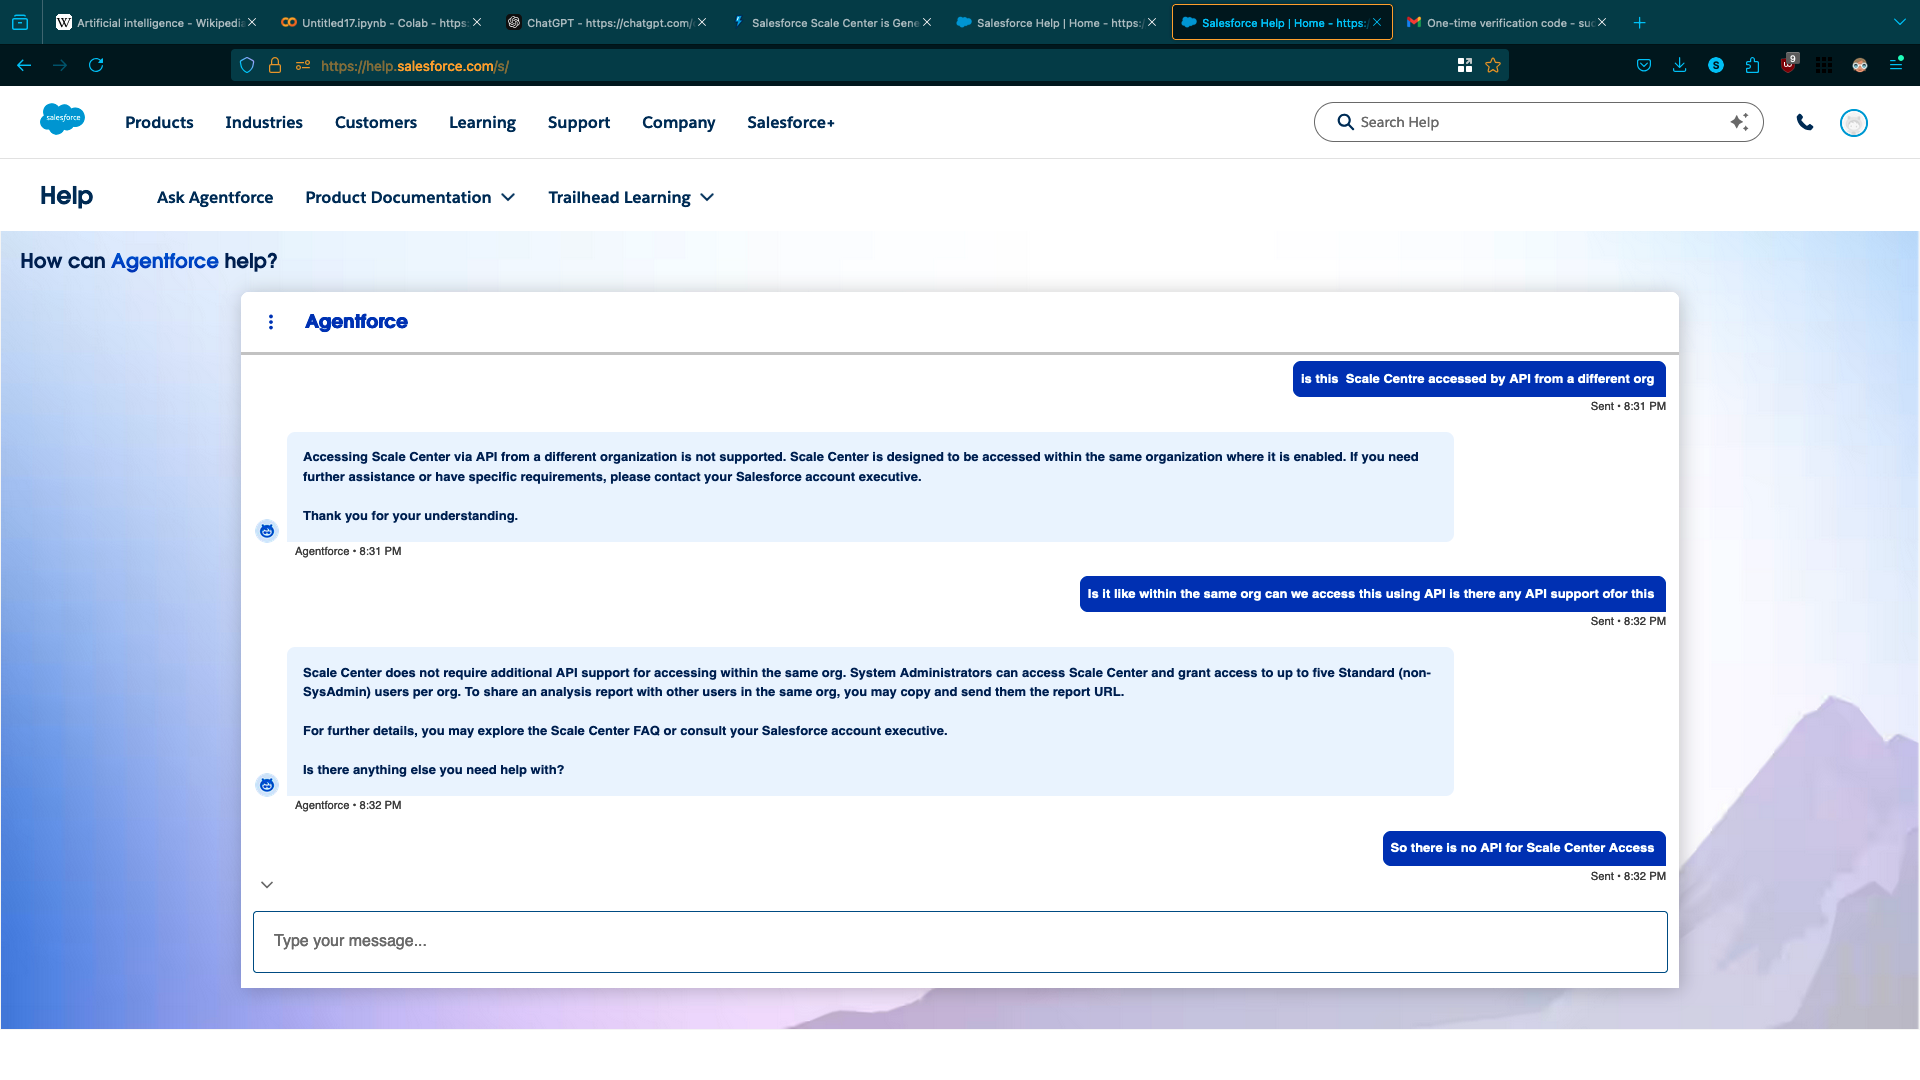 Artificial intelligence - Wikipedia
Untitled17.ipynb - Colab - https:
ChatGPT - https://chatgpt.com/
Salesforce Scale Center is Gene
Salesforce Help | Home - https:/
Salesforce Help | Home - https:/
One-time verification code - suc
https://help.salesforce.com/s/
S
9
salesforce
Products
Industries
Customers
Learning
Support
Company
Salesforce+
Search Help
Help
Ask Agentforce
Product Documentation
Trailhead Learning
How can Agentforce help?
Agentforce
is this Scale Centre accessed by API from a different org
Sent • 8:31 PM
Accessing Scale Center via API from a different organization is not supported. Scale Center is designed to be accessed within the same organization where it is enabled. If you need
further assistance or have specific requirements, please contact your Salesforce account executive.
Thank you for your understanding.
Agentforce • 8:31 PM
Is it like within the same org can we access this using API is there any API support ofor this
Sent • 8:32 PM
Scale Center does not require additional API support for accessing within the same org. System Administrators can access Scale Center and grant access to up to five Standard (non-
SysAdmin) users per org. To share an analysis report with other users in the same org, you may copy and send them the report URL.
For further details, you may explore the Scale Center FAQ or consult your Salesforce account executive.
Is there anything else you need help with?
Agentforce • 8:32 PM
So there is no API for Scale Center Access
Sent • 8:32 PM
Type your message...